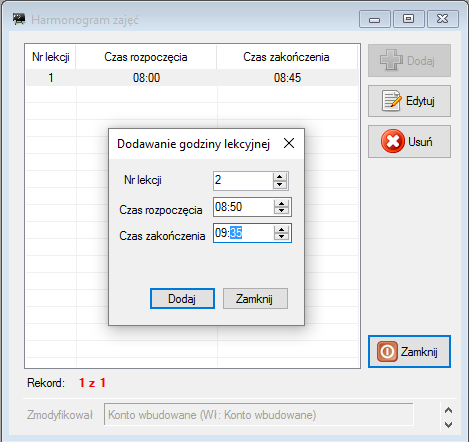 Harmonogram zajęć
Nr lekcji Czas rozpoczęcia Czas zakończenia
1 08:00 08:45
Dodaj
Edytuj
Usuń
Dodawanie godziny lekcyjnej
Nr lekcji 2
Czas rozpoczęcia 08:50
Czas zakończenia 09:35
Dodaj Zamknij
Zamknij
Rekord: 1 z 1
Zmodyfikował Konto wbudowane (Wł: Konto wbudowane)